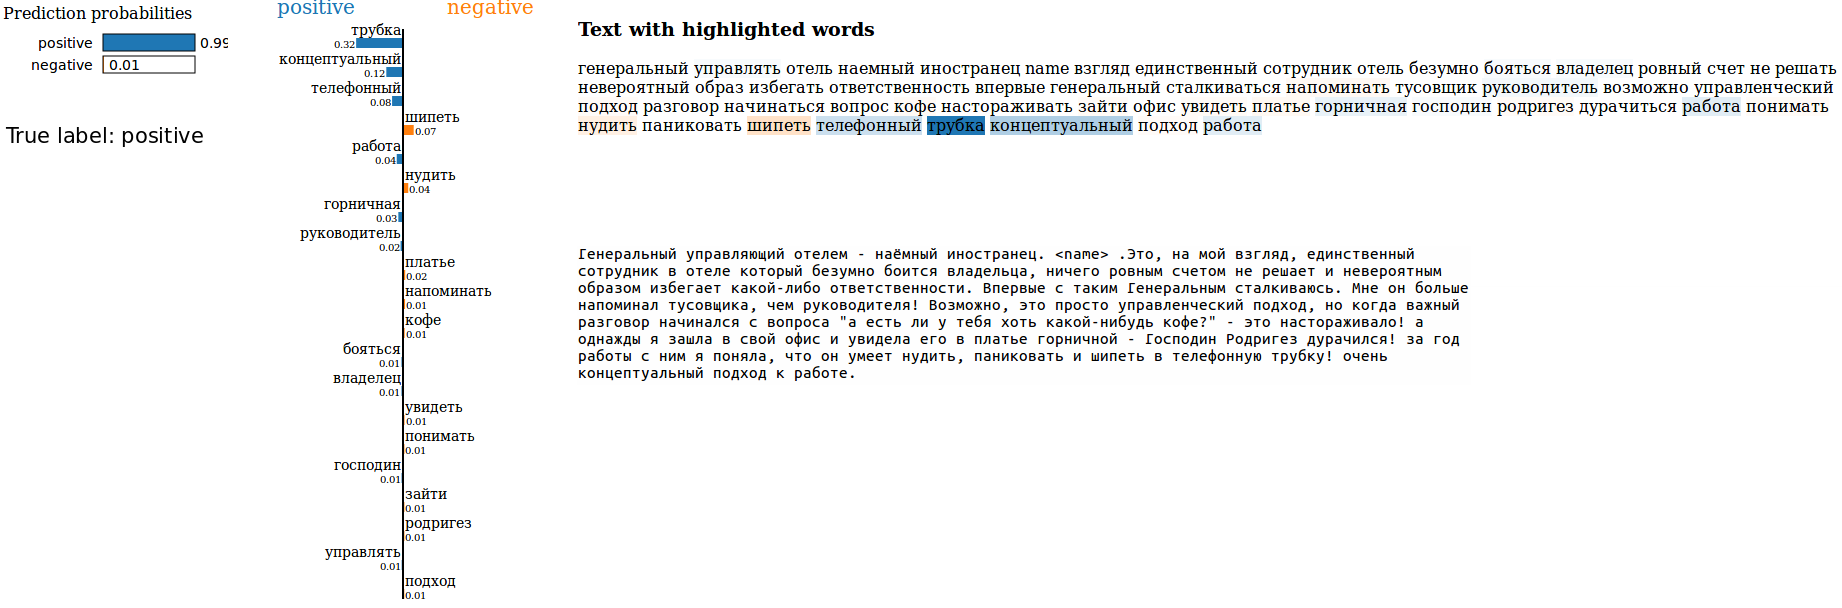 Prediction probabilities
positive 0.99
negative 0.01
True label: positive
positive negative
трубка
0.32
концептуальный
0.12
телефонный
0.08
шипеть
0.07
работа
0.04
нудить
0.04
горничная
0.03
руководитель
0.02
платье
0.02
напоминать
0.01
кофе
0.01
бояться
0.01
владелец
0.01
увидеть
0.01
понимать
0.01
господин
0.01
зайти
0.01
родригез
0.01
управлять
0.01
подход
0.01
Text with highlighted words
генеральный управлять отель наемный иностранец name взгляд единственный сотрудник отель безумно бояться владелец ровный счет не решать
невероятный образ избегать ответственность впервые генеральный сталкиваться напоминать тусовщик руководитель возможно управленческий
подход разговор начинаться вопрос кофе настораживать зайти офис увидеть платье горничная господин родригез дурачиться работа понимать
нудить паниковать шипеть телефонный трубка концептуальный подход работа
Генеральный управляющий отелем - наёмный иностранец. <name> .Это, на мой взгляд, единственный
сотрудник в отеле который безумно боится владельца, ничего ровным счетом не решает и невероятным
образом избегает какой-либо ответственности. Впервые с таким Генеральным сталкиваюсь. Мне он больше
напоминал тусовщика, чем руководителя! Возможно, это просто управленческий подход, но когда важный
разговор начинался с вопроса "а есть ли у тебя хоть какой-нибудь кофе?" - это настораживало! а
однажды я зашла в свой офис и увидела его в платье горничной - Господин Родригез дурачился! за год
работы с ним я поняла, что он умеет нудить, паниковать и шипеть в телефонную трубку! очень
концептуальный подход к работе.